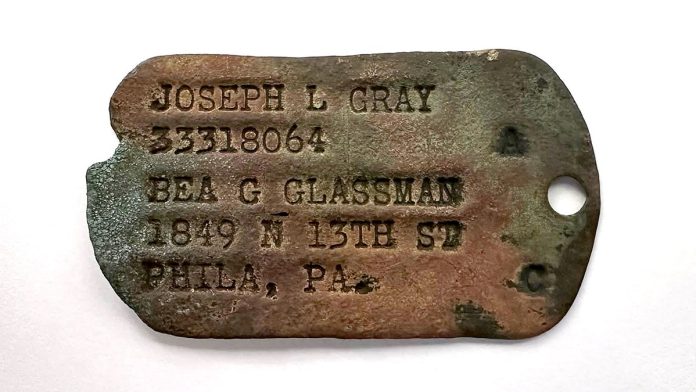 JOSEPH L GRAY
33318064 A
BEA G GLASSMAN
1849 N 13TH ST
PHILA, PA. C